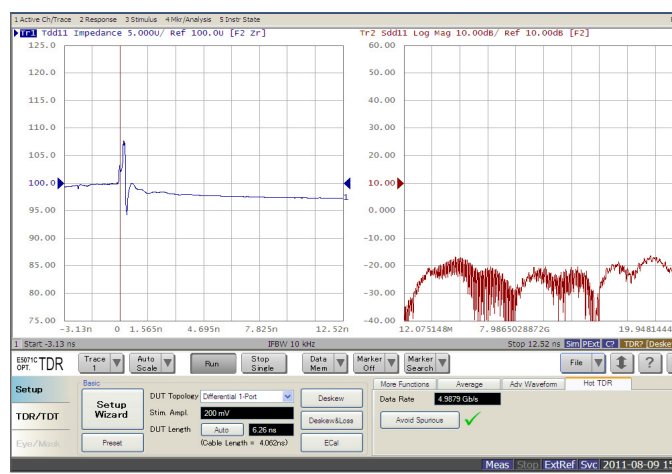 1 Active Ch/Trace 2 Response 3 Stimulus 4 Mkr/Analysis 5 Instr State
Tr1 Tdd11 Impedance 5.000U/ Ref 100.0U [F2 Zr]
Tr2 Sdd11 Log Mag 10.00dB/ Ref 10.00dB [F2]
125.0
120.0
115.0
110.0
105.0
100.0
95.00
90.00
85.00
80.00
75.00
1
-3.13n 0 1.565n 4.695n 7.825n 12.52n
60.00
50.00
40.00
30.00
20.00
10.00
0.000
-10.00
-20.00
-30.00
-40.00
12.075148M 7.9865028872G 19.9481444
1 Start -3.13 ns IFBW 10 kHz Stop 12.52 ns Sim PExt C? TDR? [Deske
E5071C
OPT. TDR
Trace
1
Auto
Scale
Run
Stop
Single
Data
Mem
Marker
Off
Marker
Search
File
?
Setup
TDR/TDT
Eye/Mask
Basic
Setup
Wizard
Preset
DUT Topology Differential 1-Port
Stim. Ampl. 200 mV
DUT Length Auto 6.26 ns
(Cable Length = 4.062ns)
Deskew
Deskew&Loss
ECal
More Functions Average Adv Waveform Hot TDR
Data Rate 4.9879 Gb/s
Avoid Spurious
Meas Stop ExtRef Svc 2011-08-09 15